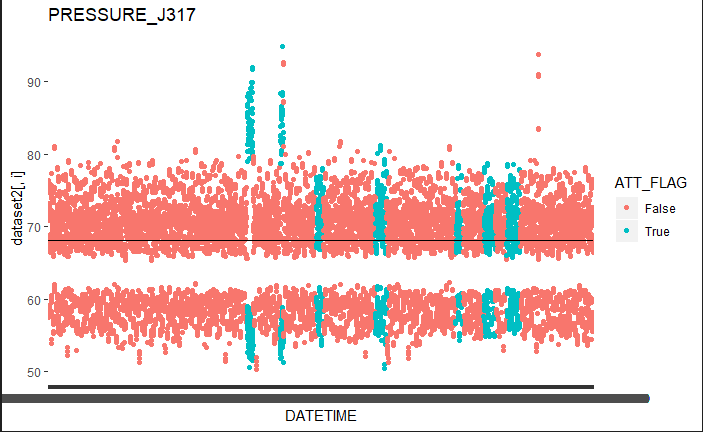 PRESSURE_J317
90
80
70
60
50
dataset2[, i]
DATETIME
ATT_FLAG
False
True